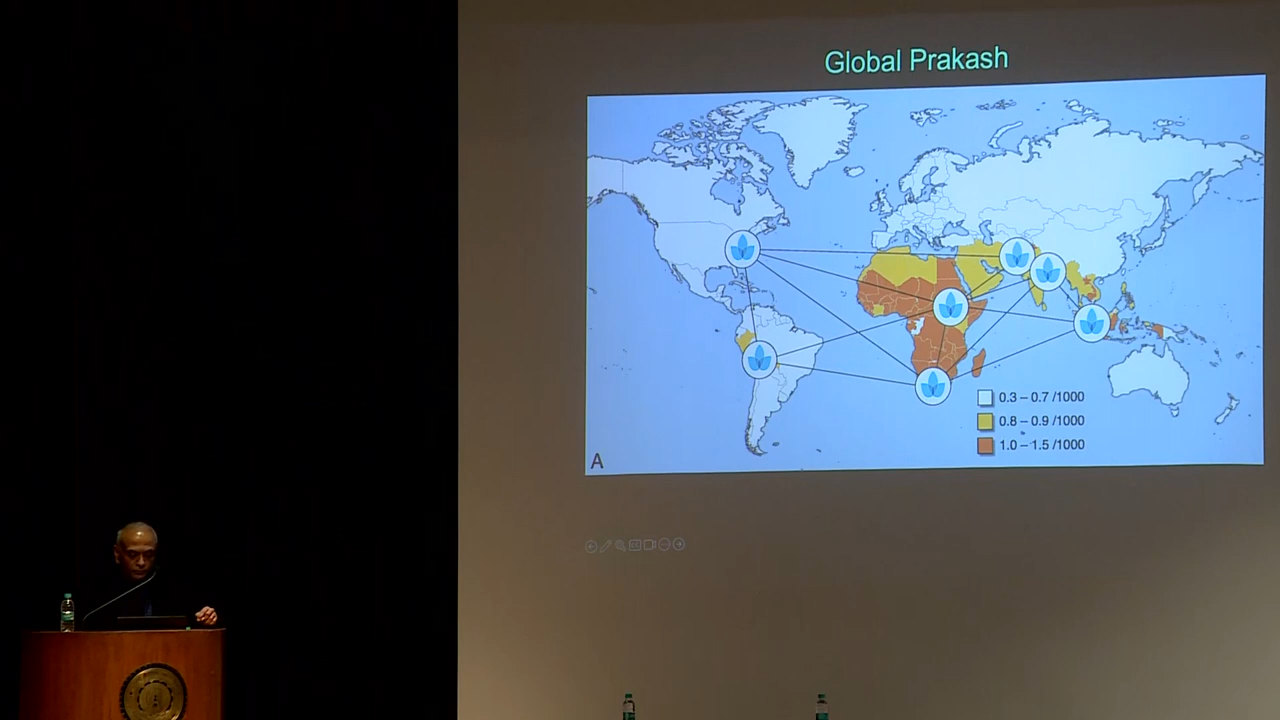 Global Prakash
0.3 – 0.7 /1000
0.8 – 0.9 /1000
1.0 – 1.5 /1000
A